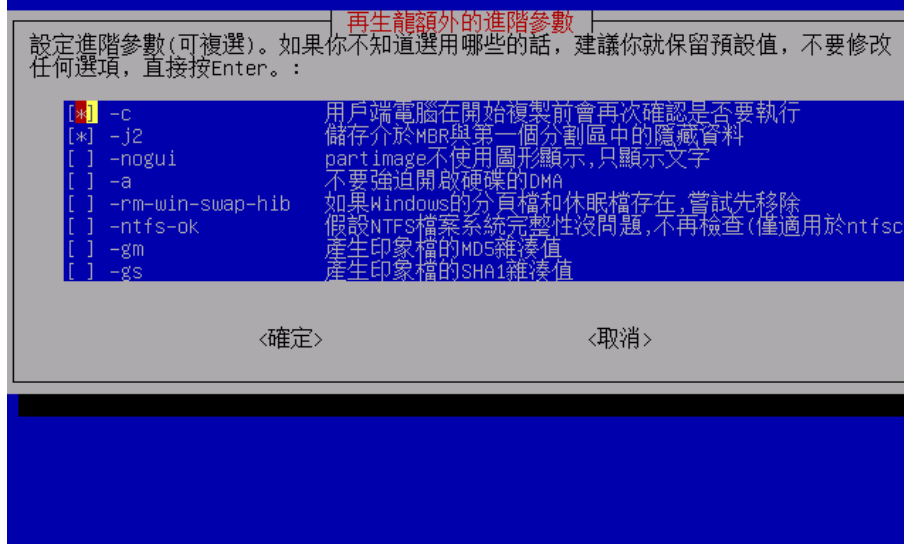 再生龍額外的進階參數
設定進階參數(可複選)。如果你不知道選用哪些的話，建議你就保留預設值，不要修改
任何選項，直接按Enter。:
[*] -c 用戶端電腦在開始複製前會再次確認是否要執行
[*] -j2 儲存介於MBR與第一個分割區中的隱藏資料
[ ] -nogui partimage不使用圖形顯示,只顯示文字
[ ] -a 不要強迫開啟硬碟的DMA
[ ] -rm-win-swap-hib 如果Windows的分頁檔和休眠檔存在,嘗試先移除
[ ] -ntfs-ok 假設NTFS檔案系統完整性沒問題,不再檢查(僅適用於ntfsc
[ ] -gm 產生印象檔的MD5雜湊值
[ ] -gs 產生印象檔的SHA1雜湊值
<確定> <取消>